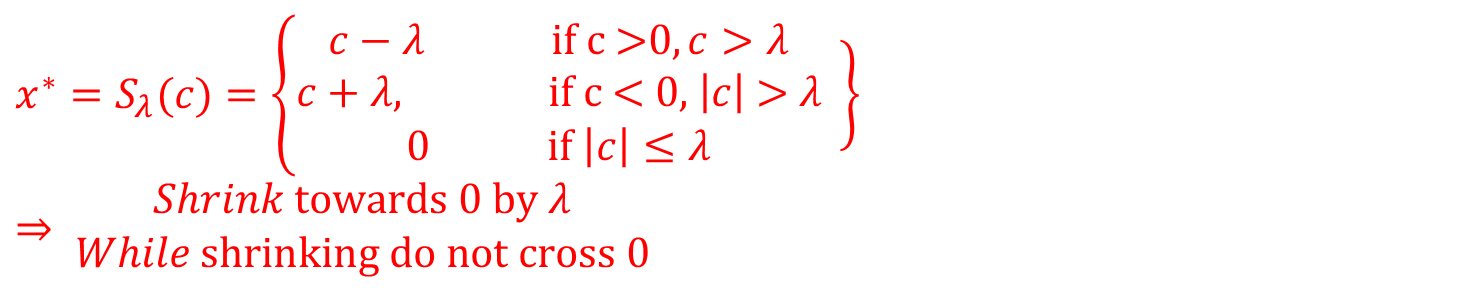 x* = S_λ(c) = { c − λ if c >0, c > λ
c + λ, if c < 0, |c| > λ }
0 if |c| ≤ λ
⇒ Shrink towards 0 by λ
While shrinking do not cross 0